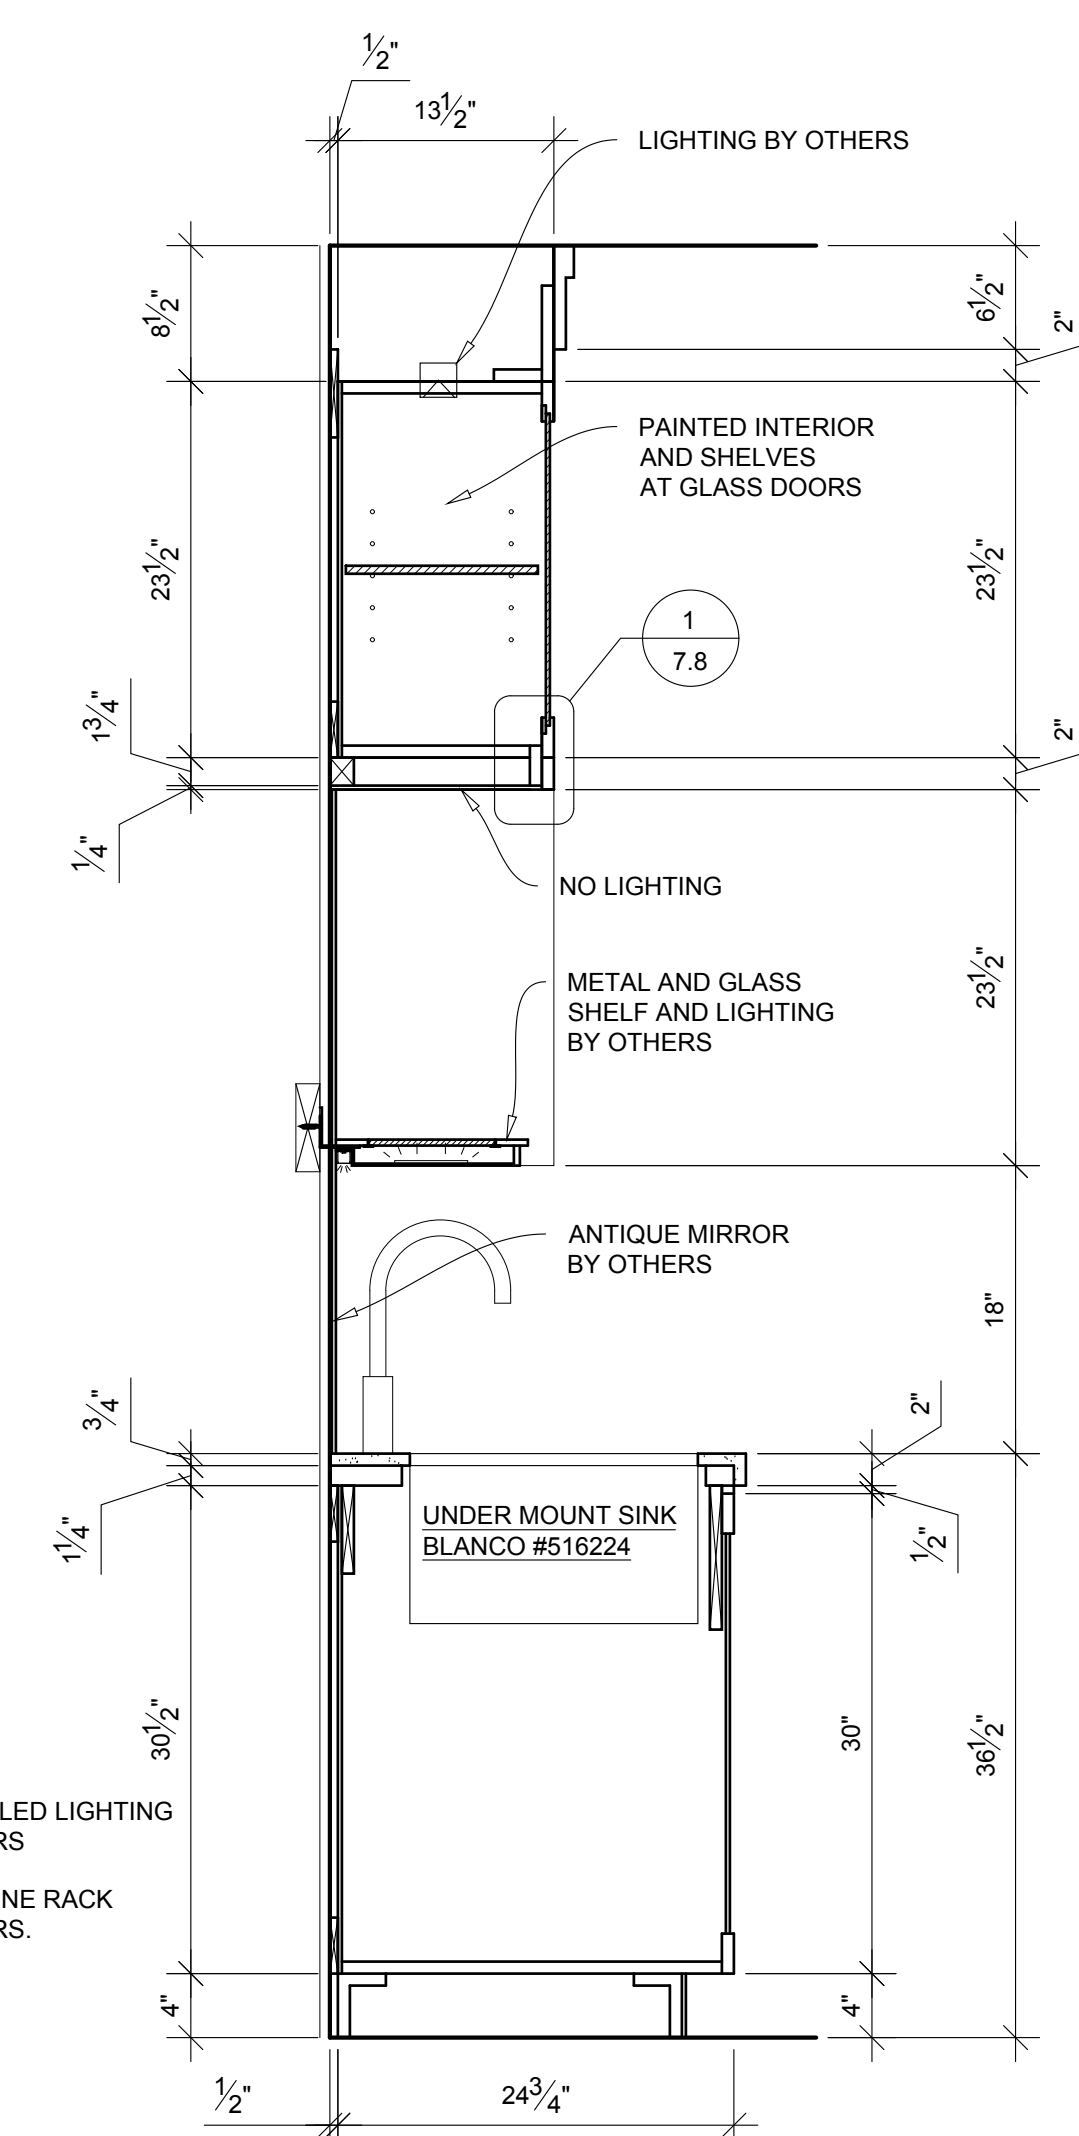 1/2"
13 1/2"
LIGHTING BY OTHERS
8 1/2"
6 1/2"
2"
PAINTED INTERIOR
AND SHELVES
AT GLASS DOORS
23 1/2"
23 1/2"
1
7.8
1 3/4"
2"
1/4"
NO LIGHTING
METAL AND GLASS
SHELF AND LIGHTING
BY OTHERS
23 1/2"
ANTIQUE MIRROR
BY OTHERS
18"
3/4"
2"
1 1/4"
UNDER MOUNT SINK
BLANCO #516224
1/2"
30 1/2"
30"
36 1/2"
LED LIGHTING
RS
NE RACK
RS.
4"
4"
1/2"
24 3/4"